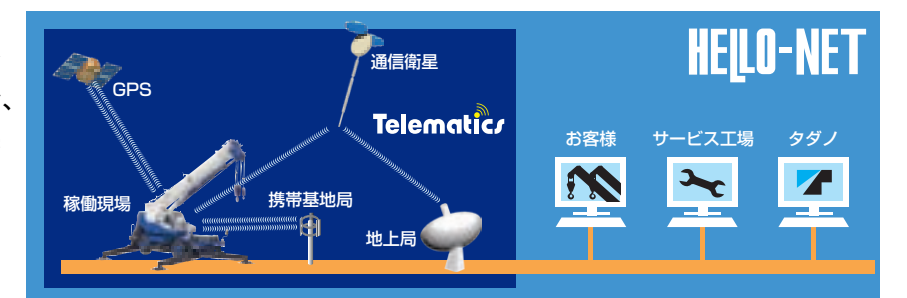 HELLO-NET
通信衛星
GPS
、
Telematics
お客様
サービス工場
タダノ
稼働現場
携帯基地局
地上局